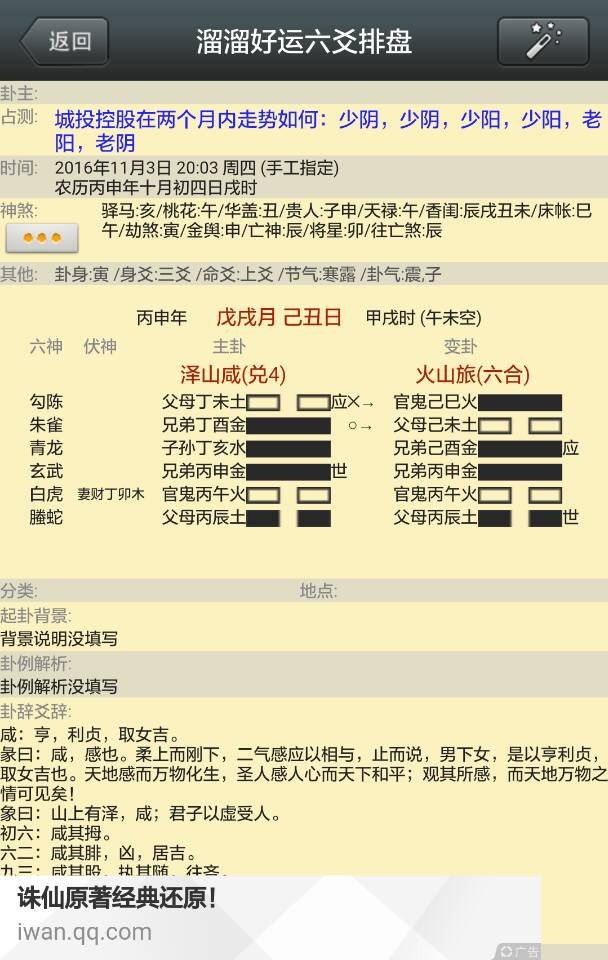 返回
溜溜好运六爻排盘
卦主:
占测: 城投控股在两个月内走势如何：少阴，少阴，少阳，少阳，老
阳，老阴
时间: 2016年11月3日 20:03 周四 (手工指定)
农历丙申年十月初四日戌时
神煞: 驿马:亥/桃花:午/华盖:丑/贵人:子申/天禄:午/香闺:辰戌丑未/床帐:巳
午/劫煞:寅/金舆:申/亡神:辰/将星:卯/往亡煞:辰
其他: 卦身:寅 /身爻:三爻 /命爻:上爻 /节气:寒露 /卦气:震,子
丙申年 戊戌月 己丑日 甲戌时 (午未空)
六神 伏神 主卦 变卦
泽山咸(兑4) 火山旅(六合)
勾陈 父母丁未土 应×→ 官鬼己巳火
朱雀 兄弟丁酉金 ○→ 父母己未土
青龙 子孙丁亥水 兄弟己酉金 应
玄武 兄弟丙申金 世 兄弟丙申金
白虎 妻财丁卯木 官鬼丙午火 官鬼丙午火
螣蛇 父母丙辰土 父母丙辰土 世
分类: 地点:
起卦背景:
背景说明没填写
卦例解析:
卦例解析没填写
卦辞爻辞:
咸：亨，利贞，取女吉。
彖曰：咸，感也。柔上而刚下，二气感应以相与，止而说，男下女，是以亨利贞，
取女吉也。天地感而万物化生，圣人感人心而天下和平；观其所感，而天地万物之
情可见矣！
象曰：山上有泽，咸；君子以虚受人。
初六：咸其拇。
六二：咸其腓，凶，居吉。
九三：咸其股，执其随，往吝。
诛仙原著经典还原！
iwan.qq.com
广告